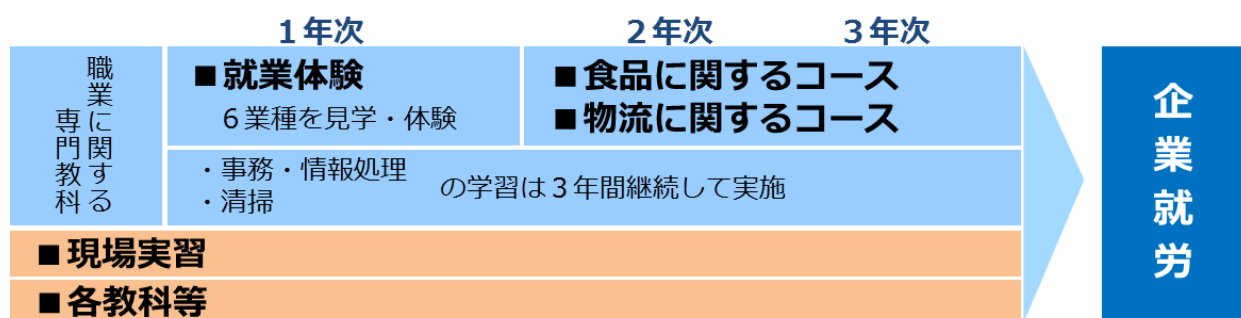 １年次
２年次
３年次
職業に関する
専門教科
■就業体験
６業種を見学・体験
■食品に関するコース
■物流に関するコース
・事務・情報処理
・清掃
の学習は３年間継続して実施
■現場実習
■各教科等
企業就労